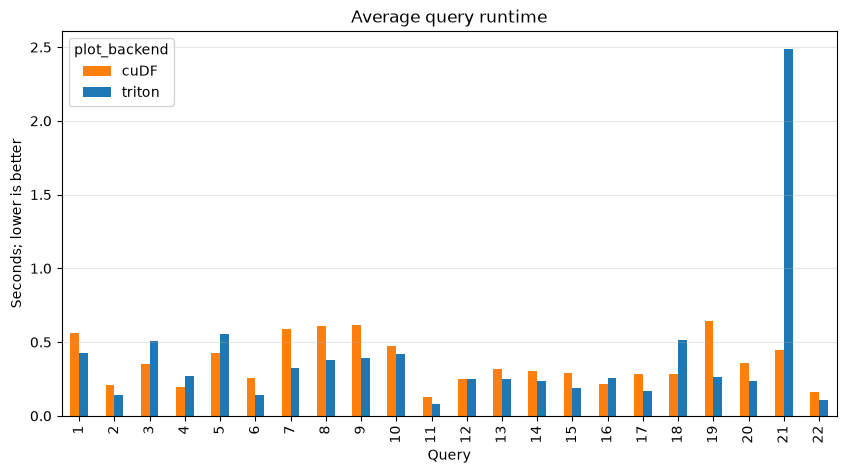 Average query runtime
plot_backend
cuDF
triton
Seconds; lower is better
2.5
2.0
1.5
1.0
0.5
0.0
1 2 3 4 5 6 7 8 9 10 11 12 13 14 15 16 17 18 19 20 21 22
Query